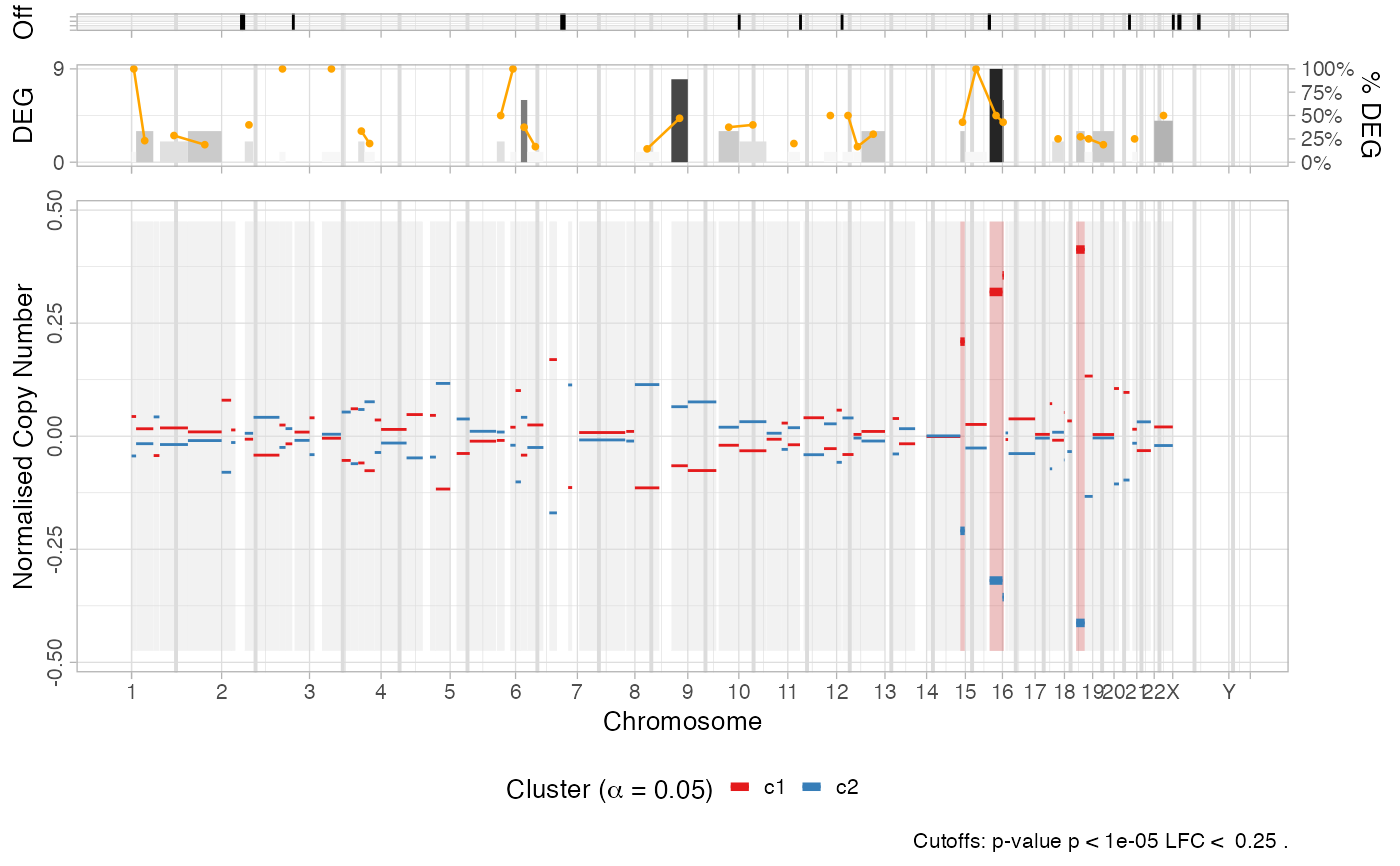 Off
DEG
9
0
100%
75%
50%
25%
0%
% DEG
Normalised Copy Number
0.50
0.25
0.00
-0.25
-0.50
1 2 3 4 5 6 7 8 9 10 11 12 13 14 15 16 17 18 19 20 21 22 X Y
Chromosome
Cluster (α = 0.05) c1 c2
Cutoffs: p-value p < 1e-05 LFC < 0.25 .